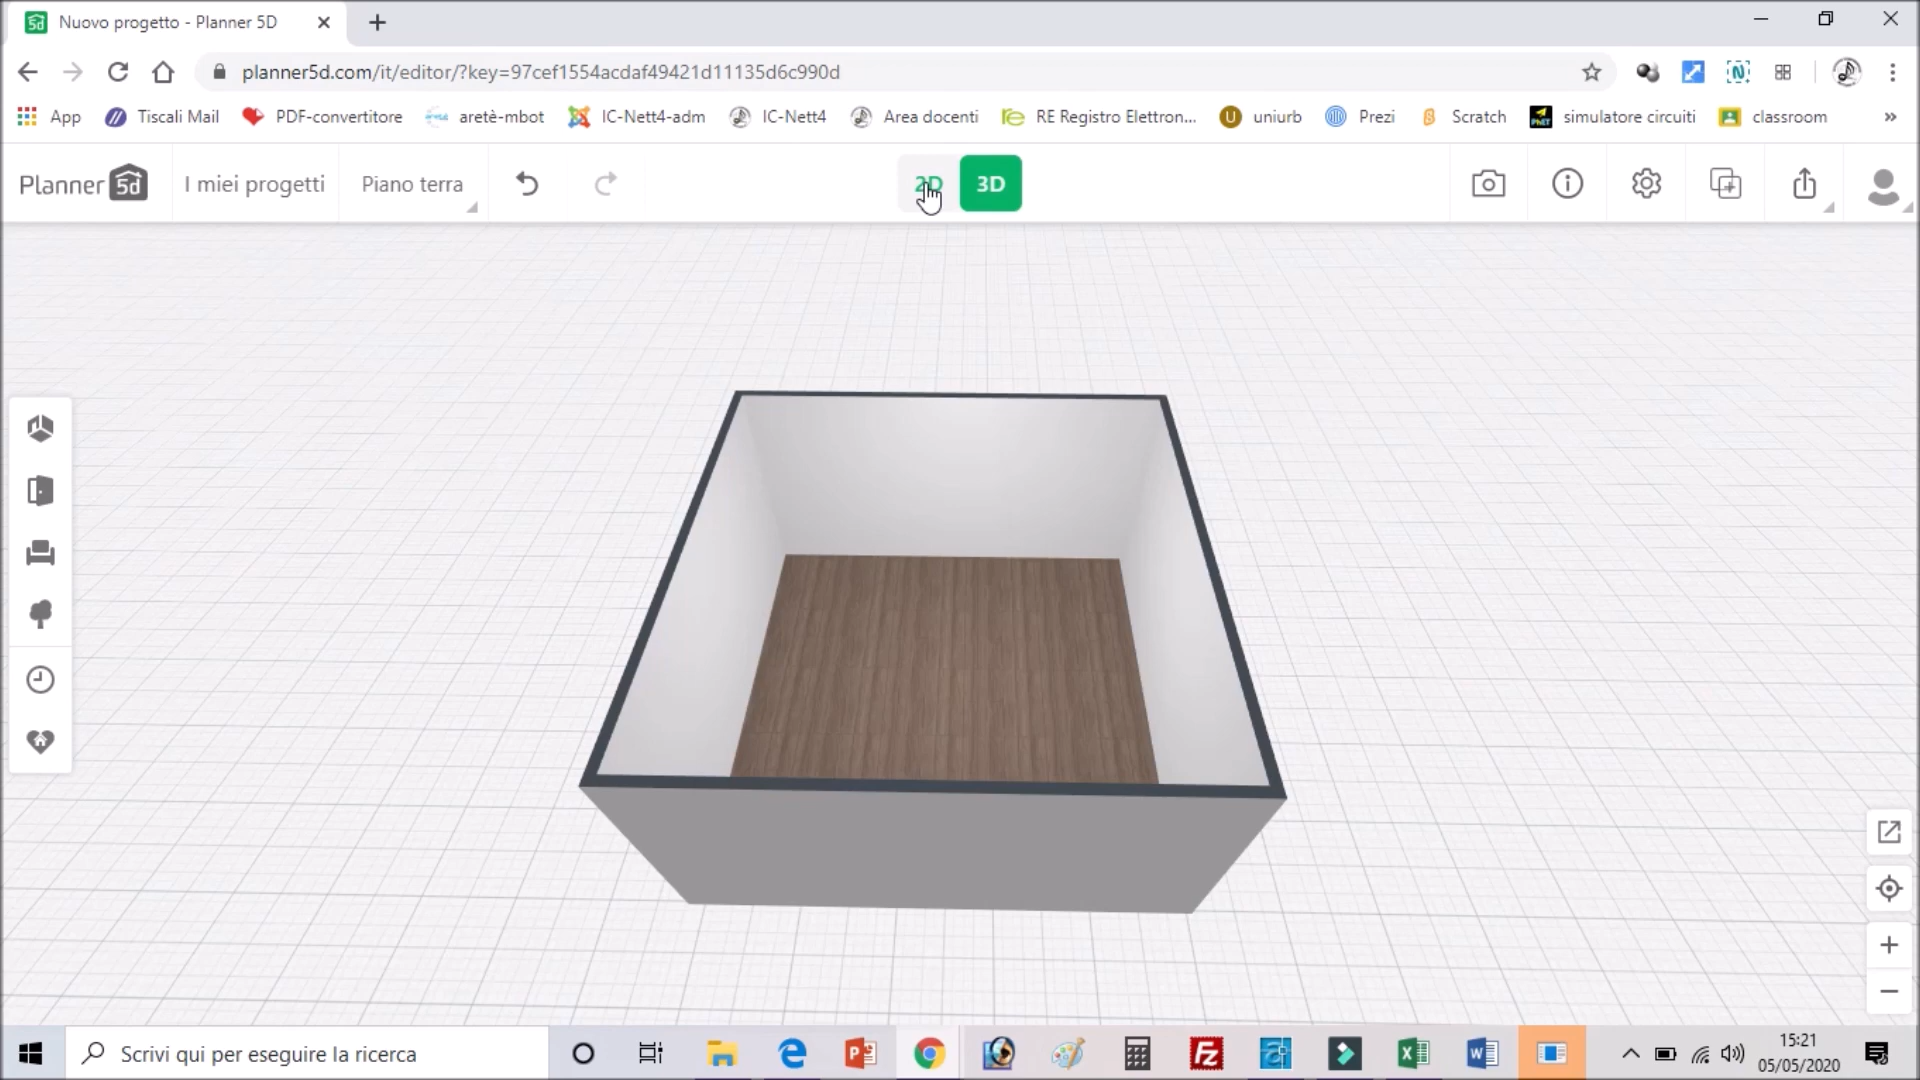 Nuovo progetto - Planner 5D
planner5d.com/it/editor/?key=97cef1554acdaf49421d11135d6c990d
App Tiscali Mail PDF-convertitore aretè-mbot IC-Nett4-adm IC-Nett4 Area docenti RE Registro Elettron... uniurb Prezi Scratch simulatore circuiti classroom »
Planner 5d I miei progetti Piano terra 2D 3D
Scrivi qui per eseguire la ricerca
15:21
05/05/2020